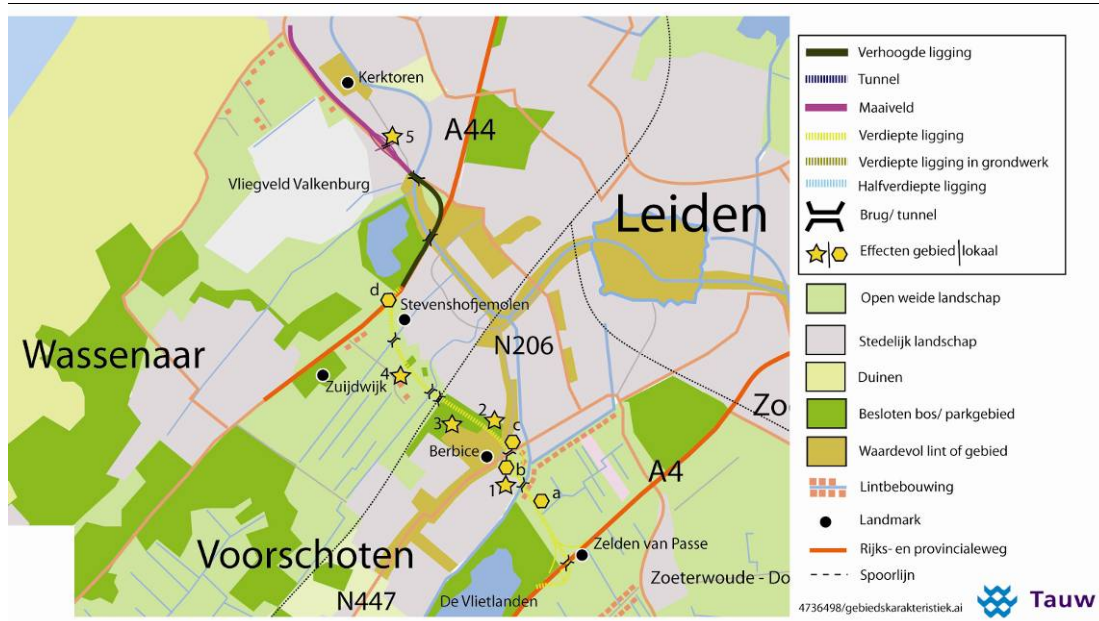 Kerktoren
5
A44
Vliegveld Valkenburg
Leiden
d
Stevenshofjemolen
Wassenaar
N206
Zuijdwijk
4
Zo
2
3
c
Berbice
b
A4
1
a
Voorschoten
Zelden van Passe
Zoeterwoude - Do
N447
De Vlietlanden
Verhoogde ligging
Tunnel
Maaiveld
Verdiepte ligging
Verdiepte ligging in grondwerk
Halfverdiepte ligging
Brug/ tunnel
Effecten gebied lokaal
Open weide landschap
Stedelijk landschap
Duinen
Besloten bos/ parkgebied
Waardevol lint of gebied
Lintbebouwing
Landmark
Rijks- en provincialeweg
Spoorlijn
4736498/gebiedskarakteristiek.ai
Tauw